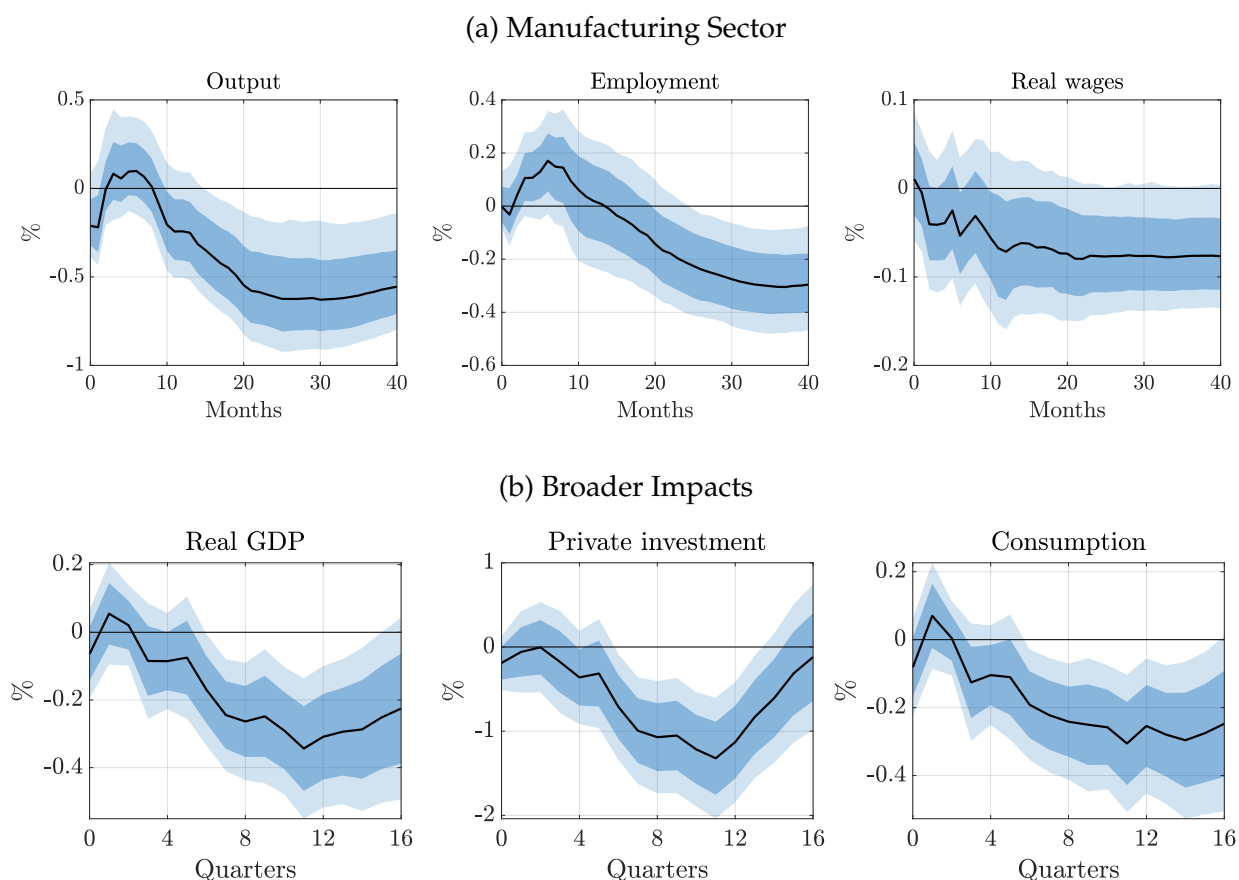 (a) Manufacturing Sector
Output Employment Real wages
0.5 0.4 0.1
0.2
0 0
0 %
% % -0.1
-0.5 -0.2
-0.4
-1 -0.6 -0.2
0 10 20 30 40 0 10 20 30 40 0 10 20 30 40
Months Months Months
(b) Broader Impacts
Real GDP Private investment Consumption
0.2 1 0.2
0 0 0
% % %
-0.2 -1 -0.2
-0.4 -2 -0.4
0 4 8 12 16 0 4 8 12 16 0 4 8 12 16
Quarters Quarters Quarters